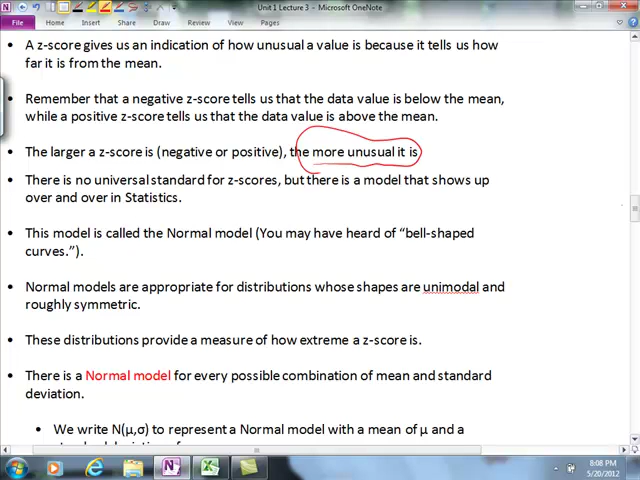 Unit 1 Lecture 3 - Microsoft OneNote
File Home Insert Share Draw Review View Pages
• A z-score gives us an indication of how unusual a value is because it tells us how
far it is from the mean.
• Remember that a negative z-score tells us that the data value is below the mean,
while a positive z-score tells us that the data value is above the mean.
• The larger a z-score is (negative or positive), the more unusual it is
• There is no universal standard for z-scores, but there is a model that shows up
over and over in Statistics.
• This model is called the Normal model (You may have heard of “bell-shaped
curves.”).
• Normal models are appropriate for distributions whose shapes are unimodal and
roughly symmetric.
• These distributions provide a measure of how extreme a z-score is.
• There is a Normal model for every possible combination of mean and standard
deviation.
• We write N(μ,σ) to represent a Normal model with a mean of μ and a
8:08 PM
5/20/2012